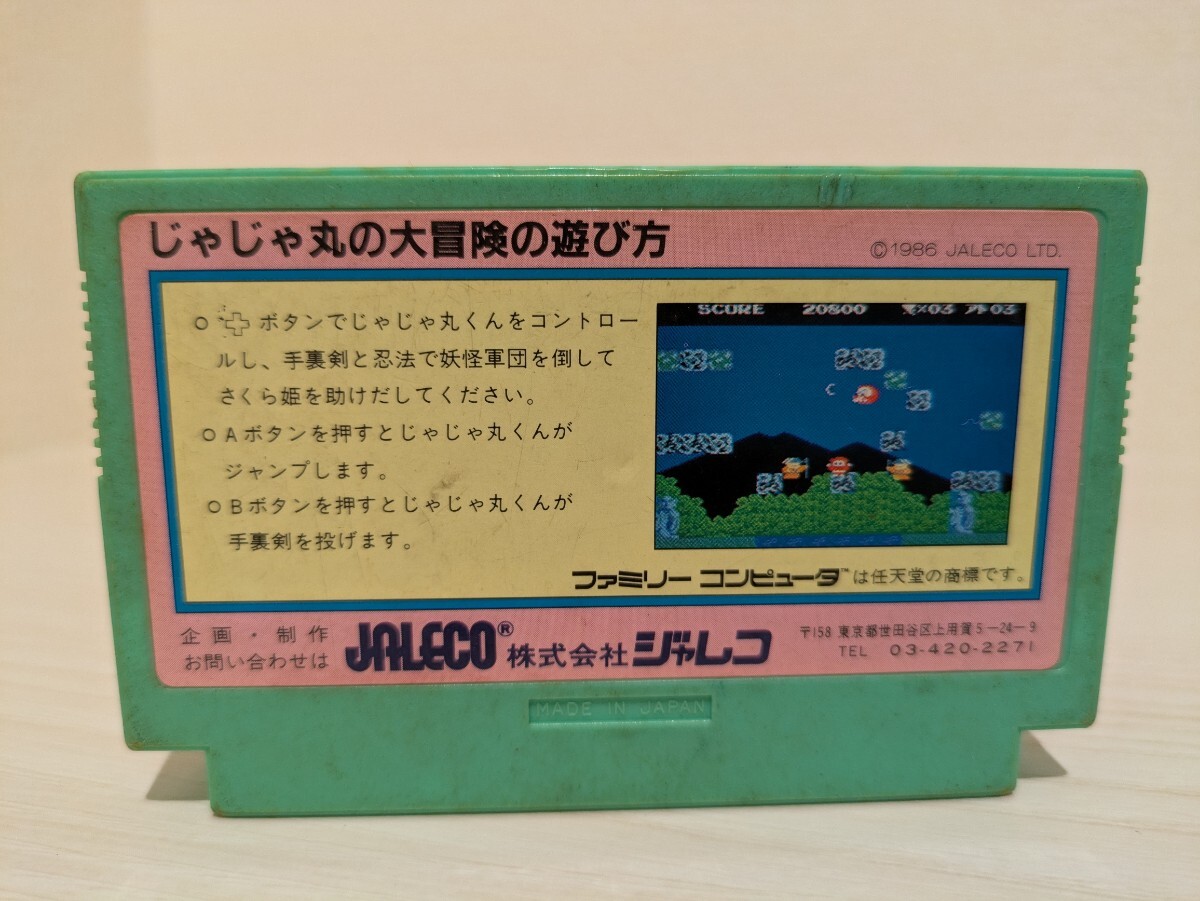 じゃじゃ丸の大冒険の遊び方
©1986 JALECO LTD.
○ ✚ ボタンでじゃじゃ丸くんをコントロー
ルし、手裏剣と忍法で妖怪軍団を倒して
さくら姫を助けだしてください。
○ Aボタンを押すとじゃじゃ丸くんが
ジャンプします。
○ Bボタンを押すとじゃじゃ丸くんが
手裏剣を投げます。
SCORE 20800 ×03 アト03
ファミリー コンピュータ™は任天堂の商標です。
企画・制作
お問い合わせは
JALECO® 株式会社ジャレコ
〒158 東京都世田谷区上用賀5-24-9
TEL 03-420-2271
MADE IN JAPAN